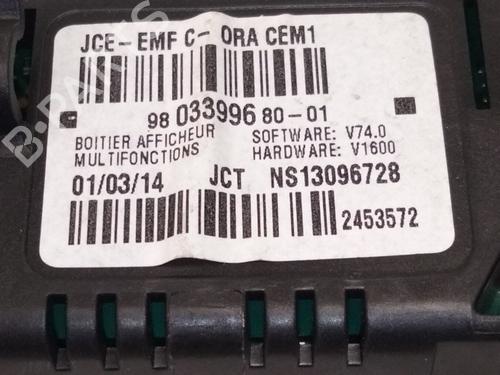 JCE-EMF C- ORA CEM1
98 033996 80-01
BOITIER AFFICHEUR SOFTWARE: V74.0
MULTIFONCTIONS HARDWARE: V1600
01/03/14 JCT NS13096728
2453572
B-PARTS